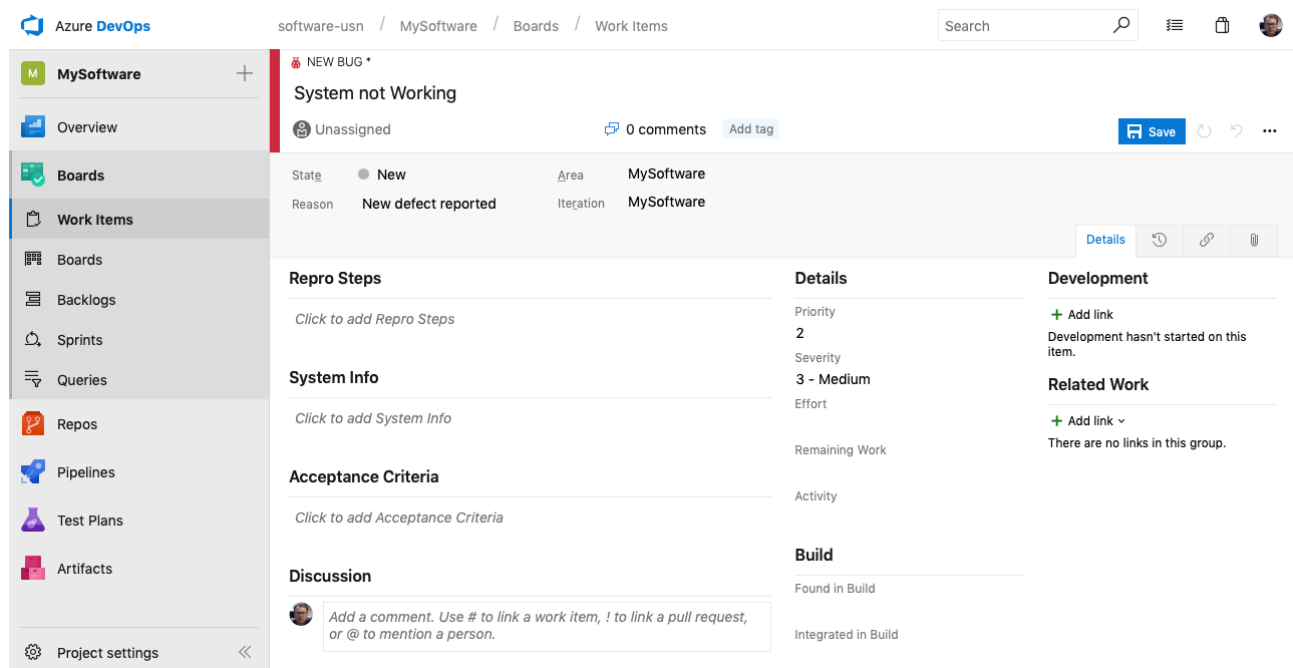 Azure DevOps
software-usn / MySoftware / Boards / Work Items
Search
M MySoftware
Overview
Boards
Work Items
Boards
Backlogs
Sprints
Queries
Repos
Pipelines
Test Plans
Artifacts
Project settings
NEW BUG *
System not Working
Unassigned
0 comments
Add tag
Save
State New
Area MySoftware
Reason New defect reported
Iteration MySoftware
Details
Repro Steps
Click to add Repro Steps
System Info
Click to add System Info
Acceptance Criteria
Click to add Acceptance Criteria
Discussion
Add a comment. Use # to link a work item, ! to link a pull request,
or @ to mention a person.
Details
Priority
2
Severity
3 - Medium
Effort
Remaining Work
Activity
Build
Found in Build
Integrated in Build
Development
+ Add link
Development hasn't started on this
item.
Related Work
+ Add link
There are no links in this group.